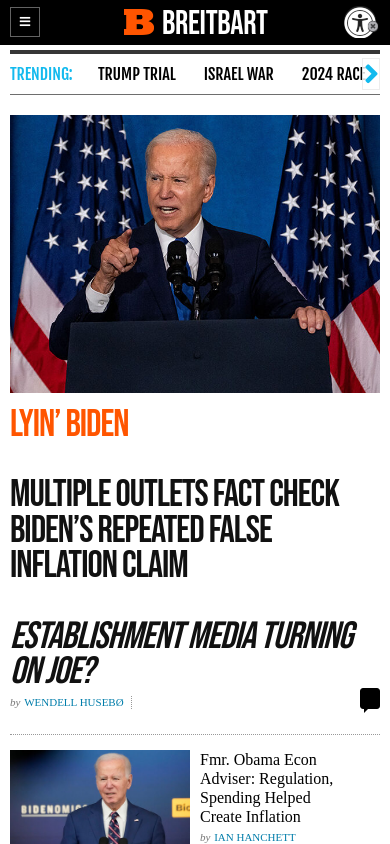 BREITBART
TRENDING:
TRUMP TRIAL
ISRAEL WAR
2024 RACE
LYIN' BIDEN
MULTIPLE OUTLETS FACT CHECK
BIDEN'S REPEATED FALSE
INFLATION CLAIM
ESTABLISHMENT MEDIA TURNING
ON JOE?
by WENDELL HUSEBØ
BIDENOMICS
Fmr. Obama Econ
Adviser: Regulation,
Spending Helped
Create Inflation
by IAN HANCHETT